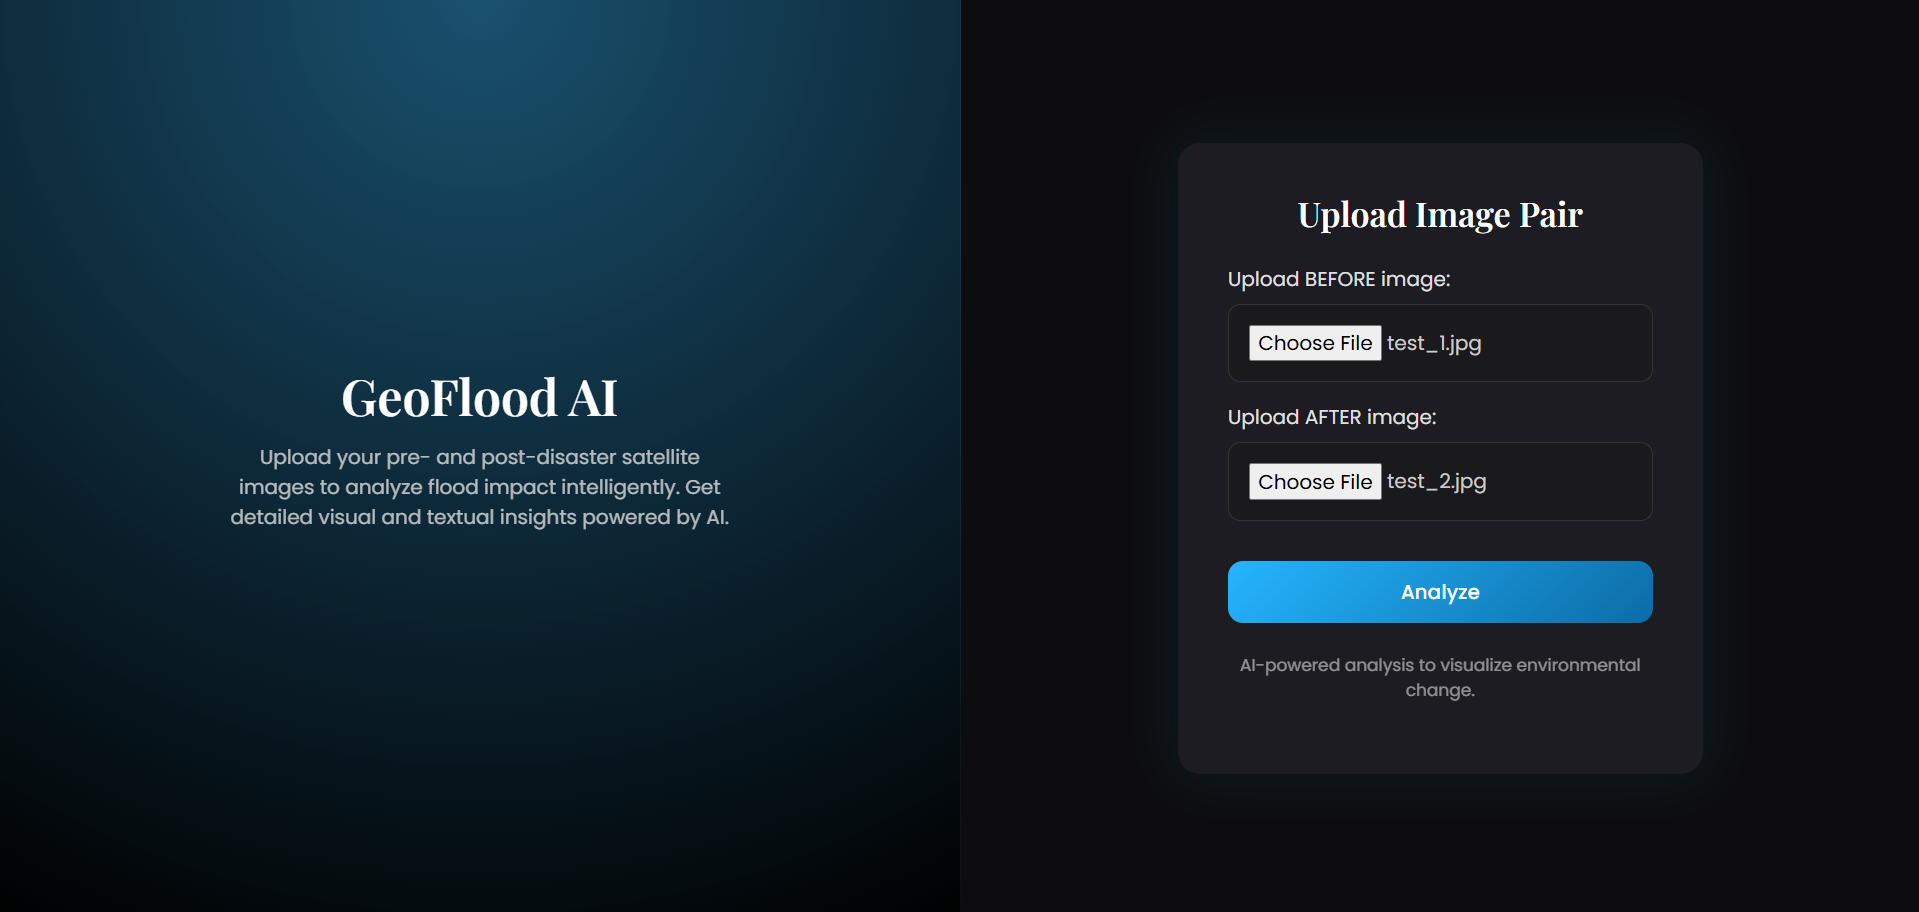 GeoFlood AI
Upload your pre- and post-disaster satellite
images to analyze flood impact intelligently. Get
detailed visual and textual insights powered by AI.
Upload Image Pair
Upload BEFORE image:
Choose File test_1.jpg
Upload AFTER image:
Choose File test_2.jpg
Analyze
AI-powered analysis to visualize environmental
change.